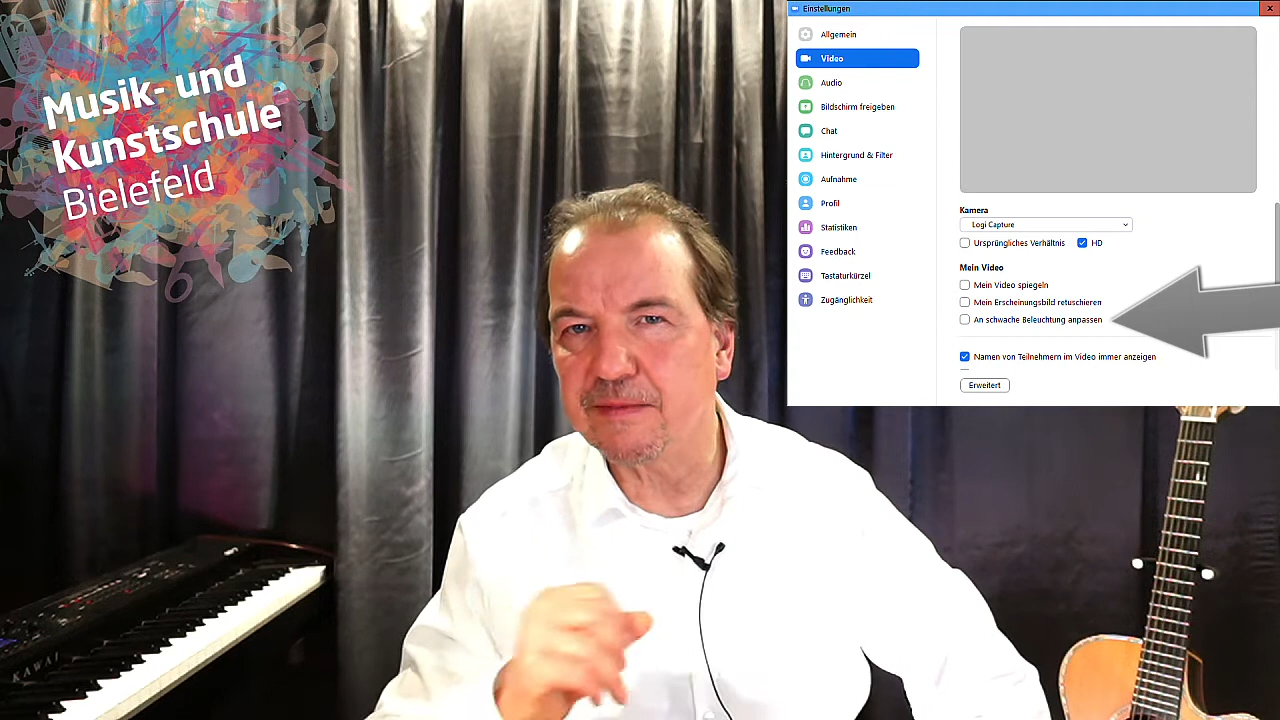 Musik- und
Kunstschule
Bielefeld
Einstellungen
Allgemein
Video
Audio
Bildschirm freigeben
Chat
Hintergrund & Filter
Aufnahme
Profil
Statistiken
Feedback
Tastaturkürzel
Zugänglichkeit
Kamera
Logi Capture
Ursprüngliches Verhältnis HD
Mein Video
Mein Video spiegeln
Mein Erscheinungsbild retuschieren
An schwache Beleuchtung anpassen
Namen von Teilnehmern im Video immer anzeigen
Erweitert
KAWAI